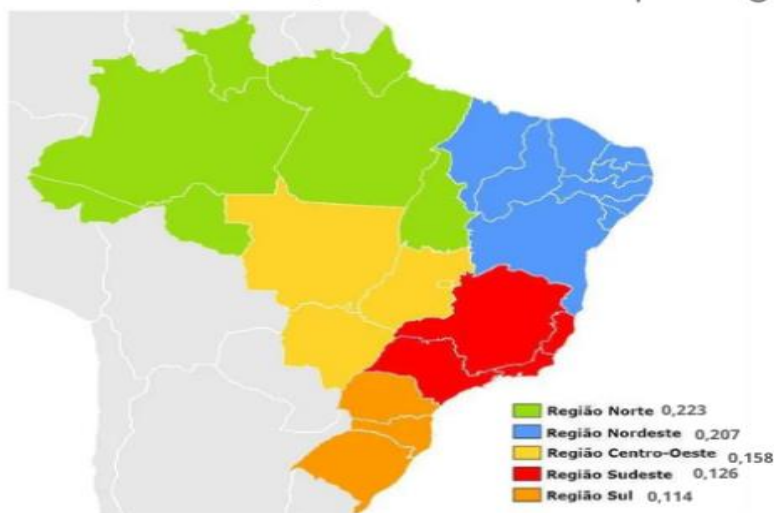 Região Norte 0,223
Região Nordeste 0,207
Região Centro-Oeste 0,158
Região Sudeste 0,126
Região Sul 0,114